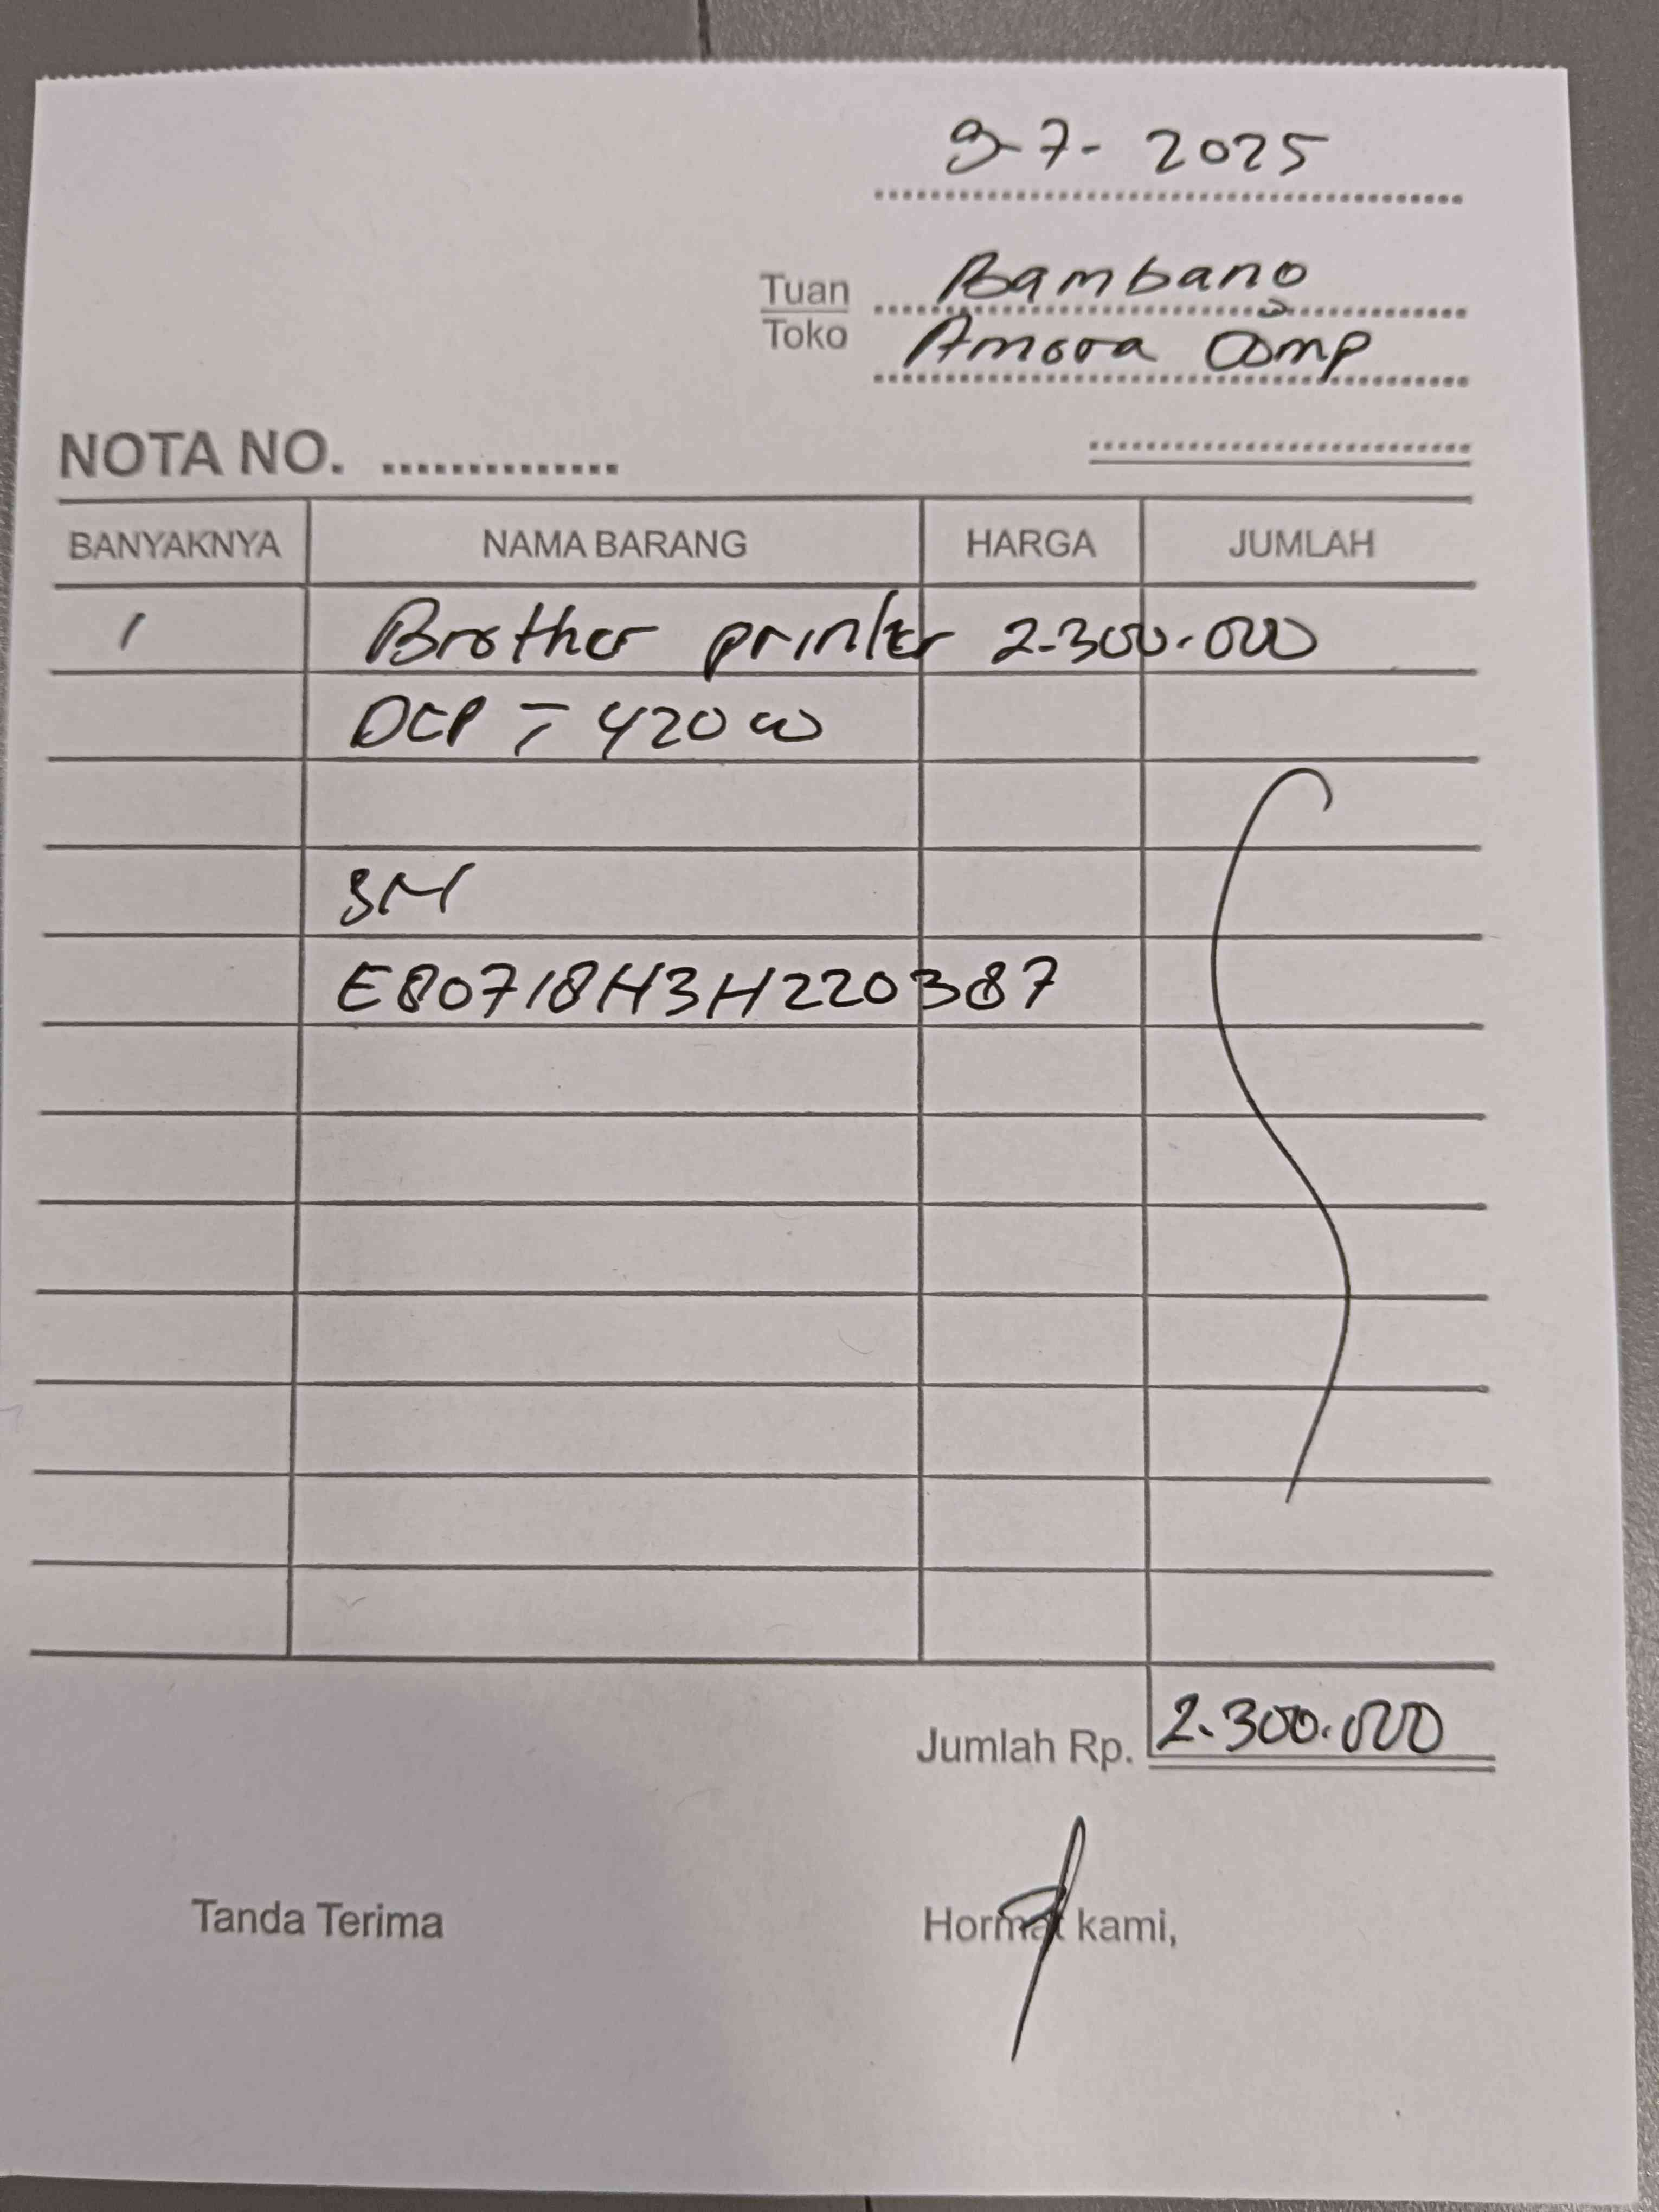 9-7-2025
Tuan Bambang
Toko Amora Comp
NOTA NO. ..............
BANYAKNYA NAMA BARANG HARGA JUMLAH
1 Brother printer 2.300.000
DCP T 420 W
SN
E80718H3H220387
Jumlah Rp. 2.300.000
Tanda Terima Hormat kami,